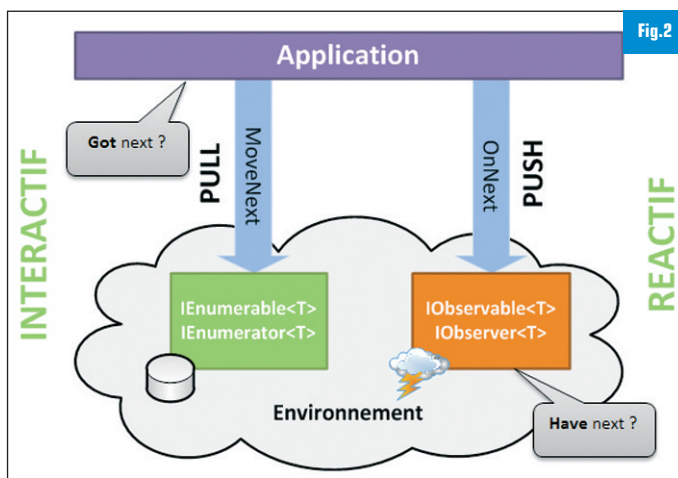 Fig.2
Application
Got next ?
INTERACTIF
PULL
MoveNext
OnNext
PUSH
REACTIF
IEnumerable<T>
IEnumerator<T>
IObservable<T>
IObserver<T>
Environnement
Have next ?